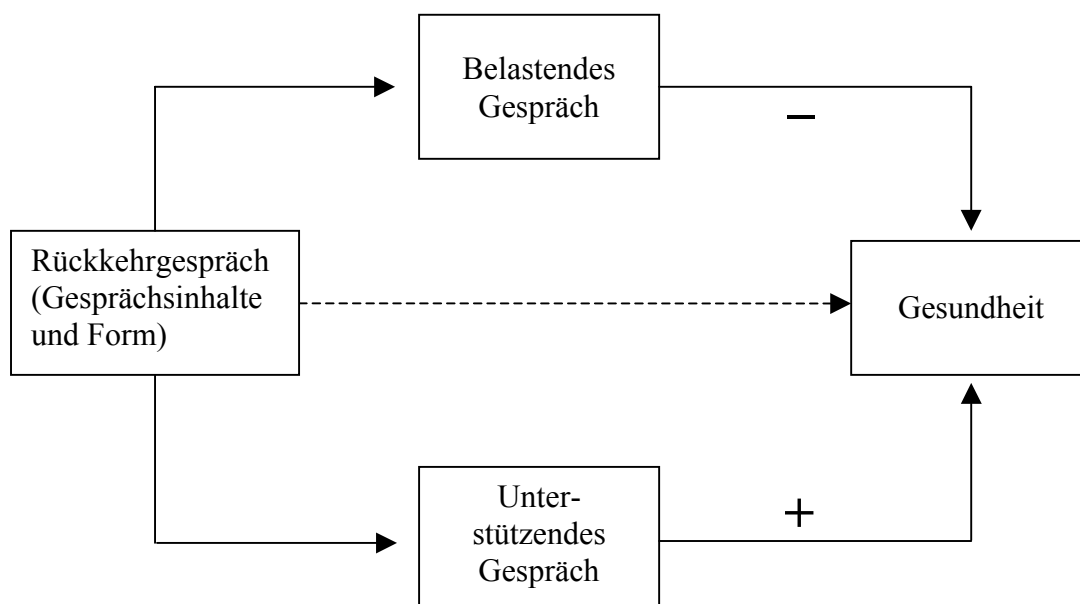 Belastendes
Gespräch
−
Rückkehrgespräch
(Gesprächsinhalte
und Form)
Gesundheit
Unter-
stützendes
Gespräch
+